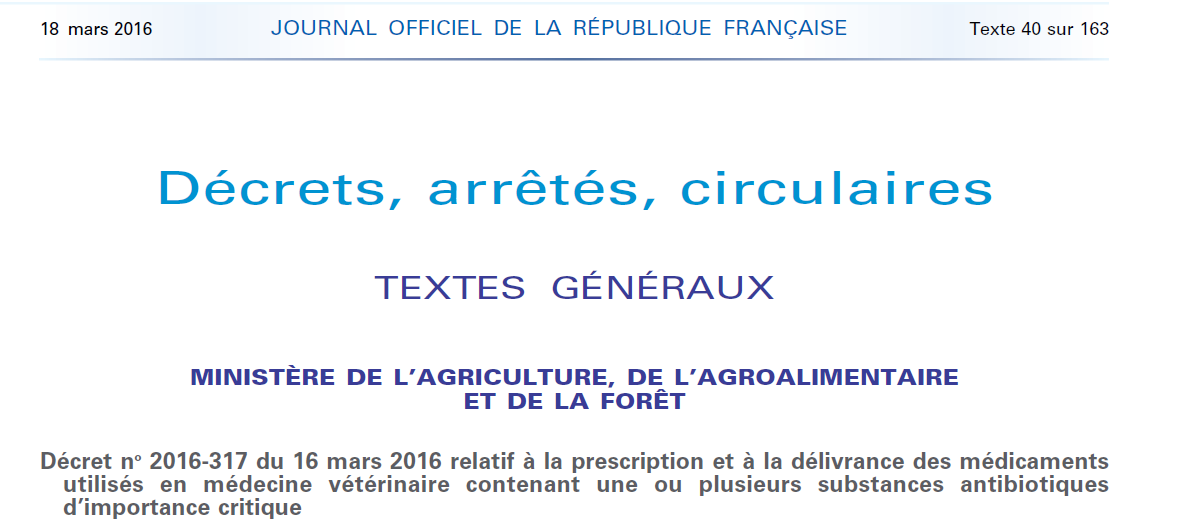 18 mars 2016 JOURNAL OFFICIEL DE LA RÉPUBLIQUE FRANÇAISE Texte 40 sur 163
Décrets, arrêtés, circulaires
TEXTES GÉNÉRAUX
MINISTÈRE DE L’AGRICULTURE, DE L’AGROALIMENTAIRE
ET DE LA FORÊT
Décret nᵒ 2016-317 du 16 mars 2016 relatif à la prescription et à la délivrance des médicaments
utilisés en médecine vétérinaire contenant une ou plusieurs substances antibiotiques
d’importance critique